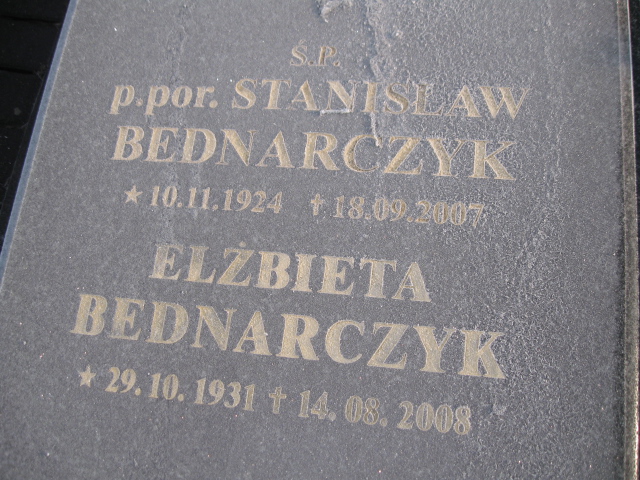 Ś.P.
p.por. STANISŁAW
BEDNARCZYK
★ 10.11.1924 † 18.09.2007
ELŻBIETA
BEDNARCZYK
★ 29.10.1931 † 14.08.2008